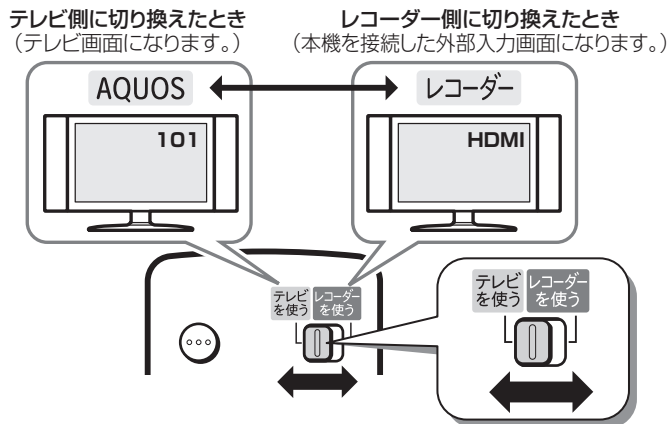 テレビ側に切り換えたとき
（テレビ画面になります。）
レコーダー側に切り換えたとき
（本機を接続した外部入力画面になります。）
AQUOS
レコーダー
101
HDMI
テレビ
を使う
レコーダー
を使う
テレビ
を使う
レコーダー
を使う